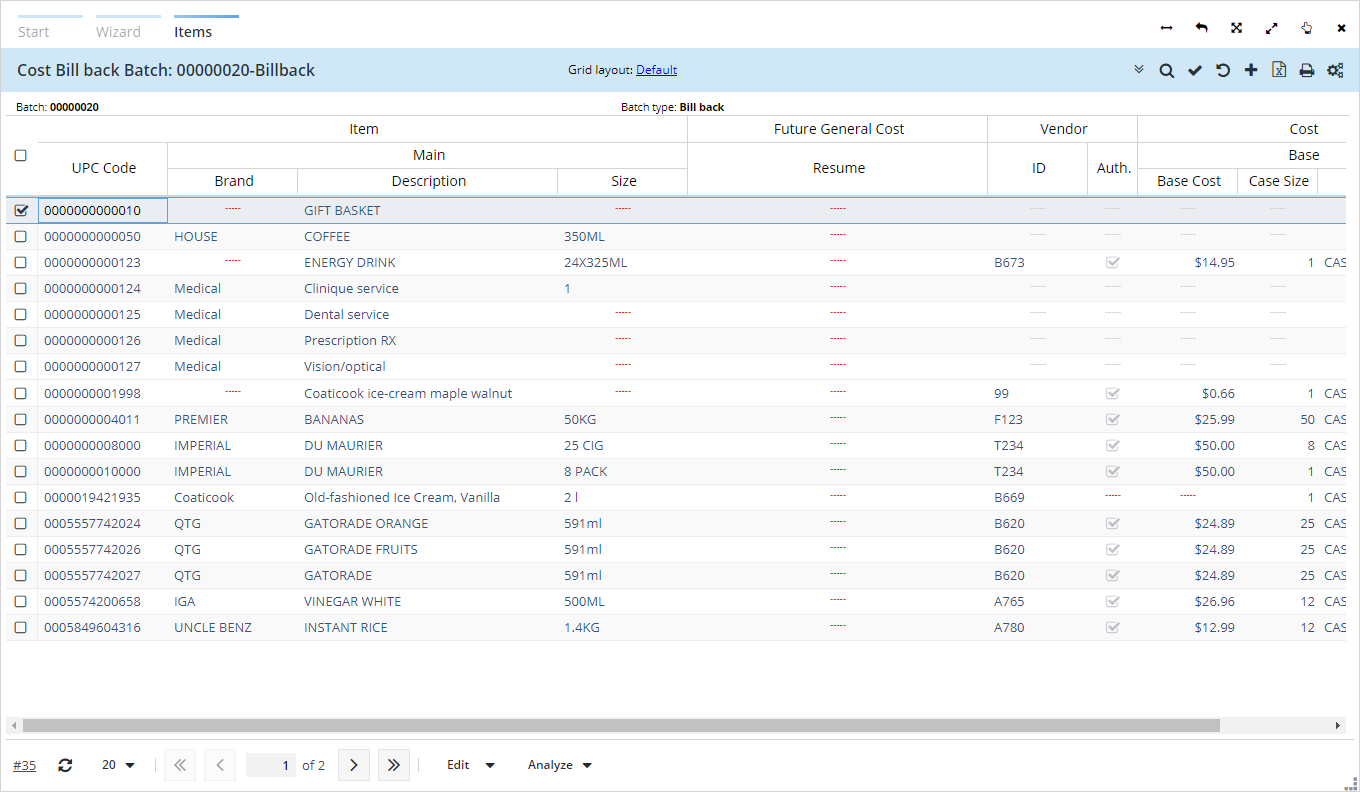 Start Wizard Items
Cost Bill back Batch: 00000020-Billback Grid layout: Default
Batch: 00000020 Batch type: Bill back
Item Future General Cost Vendor Cost
UPC Code Main Resume ID Auth. Base
Brand Description Size Base Cost Case Size
0000000000010 ----- GIFT BASKET ----- ----- ----- ----- ----- -----
0000000000050 HOUSE COFFEE 350ML ----- ----- ----- ----- -----
0000000000123 ----- ENERGY DRINK 24X325ML ----- B673 $14.95 1 CAS
0000000000124 Medical Clinique service 1 ----- ----- ----- ----- -----
0000000000125 Medical Dental service ----- ----- ----- ----- ----- -----
0000000000126 Medical Prescription RX ----- ----- ----- ----- ----- -----
0000000000127 Medical Vision/optical ----- ----- ----- ----- ----- -----
0000000001998 ----- Coaticook ice-cream maple walnut ----- ----- 99 $0.66 1 CAS
0000000004011 PREMIER BANANAS 50KG ----- F123 $25.99 50 CAS
0000000008000 IMPERIAL DU MAURIER 25 CIG ----- T234 $50.00 8 CAS
0000000010000 IMPERIAL DU MAURIER 8 PACK ----- T234 $50.00 1 CAS
0000019421935 Coaticook Old-fashioned Ice Cream, Vanilla 2 l ----- B669 ----- ----- 1 CAS
0005557742024 QTG GATORADE ORANGE 591ml ----- B620 $24.89 25 CAS
0005557742026 QTG GATORADE FRUITS 591ml ----- B620 $24.89 25 CAS
0005557742027 QTG GATORADE 591ml ----- B620 $24.89 25 CAS
0005574200658 IGA VINEGAR WHITE 500ML ----- A765 $26.96 12 CAS
0005849604316 UNCLE BENZ INSTANT RICE 1.4KG ----- A780 $12.99 12 CAS
#35 20 1 of 2 Edit Analyze